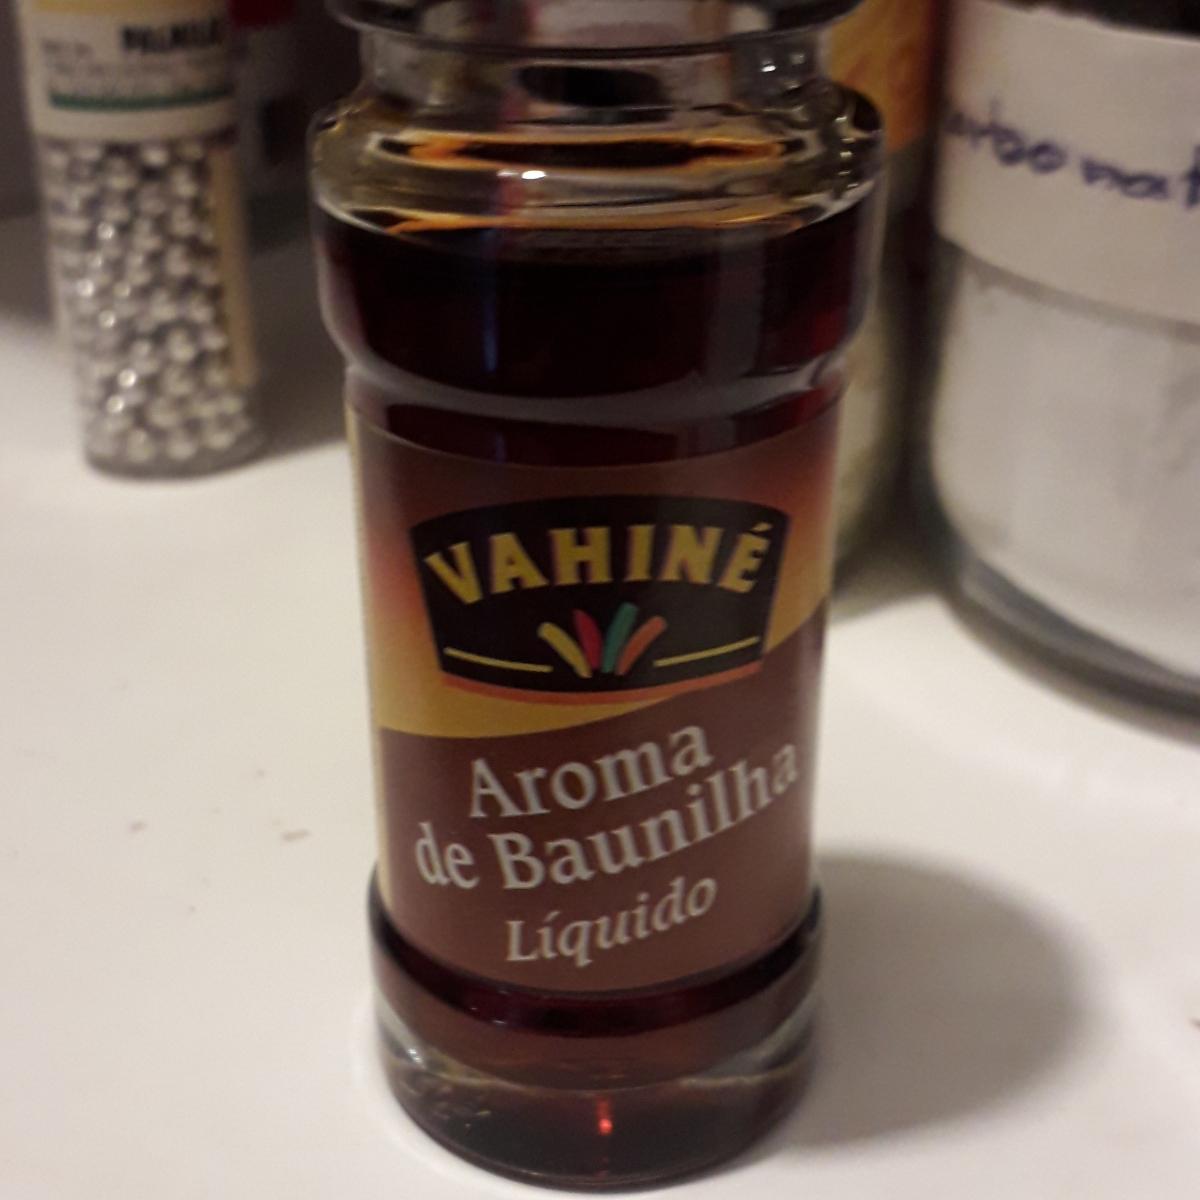 VAHINÉ
Aroma
de Baunilha
Líquido